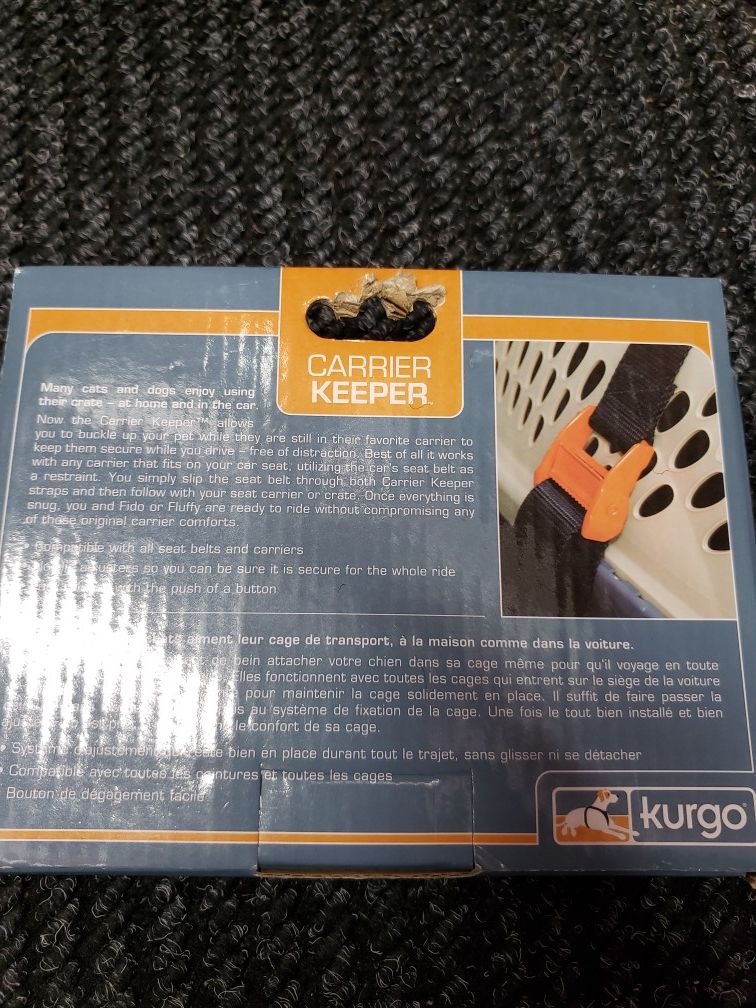 CARRIER
KEEPER™
Many cats and dogs enjoy using
their crate – at home and in the car.
Now the Carrier Keeper™ allows
you to buckle up your pet while they are still in their favorite carrier to
keep them secure while you drive – free of distraction. Best of all it works
with any carrier that fits on your car seat, utilizing the car's seat belt as
a restraint. You simply slip the seat belt through both Carrier Keeper
straps and then follow with your seat carrier or crate. Once everything is
snug, you and Fido or Fluffy are ready to ride without compromising any
of those original carrier comforts.
Compatible with all seat belts and carriers
adjusters so you can be sure it is secure for the whole ride
with the push of a button
aiment leur cage de transport, à la maison comme dans la voiture.
de bein attacher votre chien dans sa cage même pour qu'il voyage en toute
Elles fonctionnent avec toutes les cages qui entrent sur le siège de la voiture
pour maintenir la cage solidement en place. Il suffit de faire passer la
au système de fixation de la cage. Une fois le tout bien installé et bien
le confort de sa cage.
• Système d'ajustement bien en place durant tout le trajet, sans glisser ni se détacher
• Compatible avec toutes les ceintures et toutes les cages
Bouton de dégagement facile
kurgo®